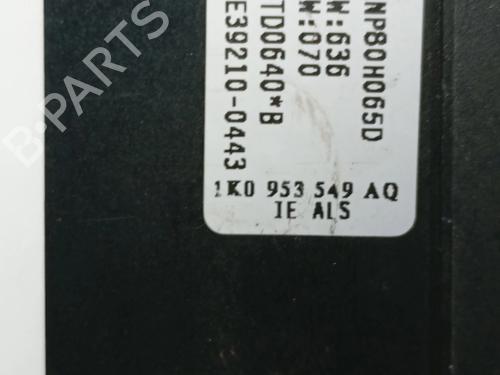 NP80H065D
W:636
W:070
TD0640*B
E39210-0443
1K0 953 549 AQ
IE ALS
B-PARTS